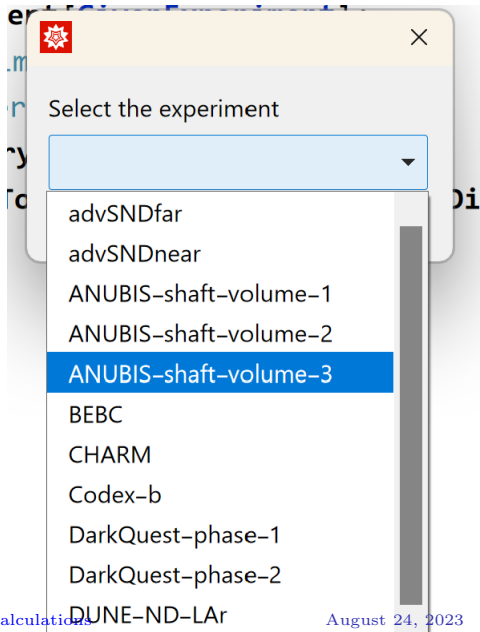 Select the experiment
advSNDfar
advSNDnear
ANUBIS-shaft-volume-1
ANUBIS-shaft-volume-2
ANUBIS-shaft-volume-3
BEBC
CHARM
Codex-b
DarkQuest-phase-1
DarkQuest-phase-2
DUNE-ND-LAr
alculations August 24, 2023